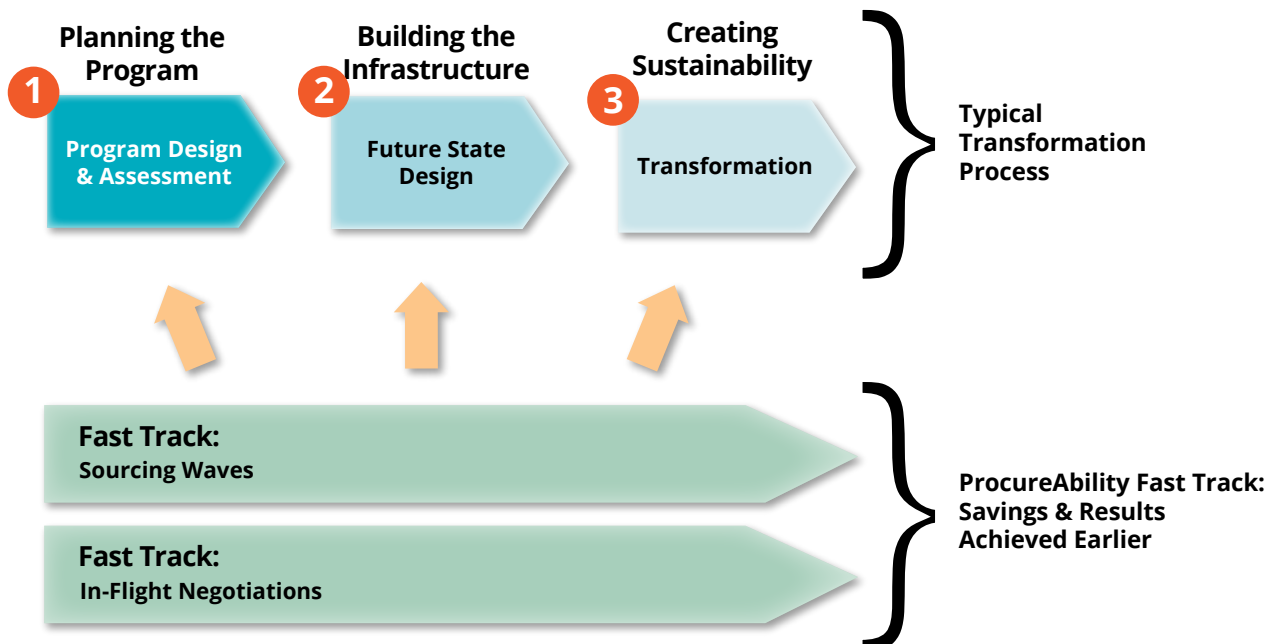 Planning the
Program
1
Program Design
& Assessment
Building the
Infrastructure
2
Future State
Design
Creating
Sustainability
3
Transformation
Typical
Transformation
Process
Fast Track:
Sourcing Waves
Fast Track:
In-Flight Negotiations
ProcureAbility Fast Track:
Savings & Results
Achieved Earlier